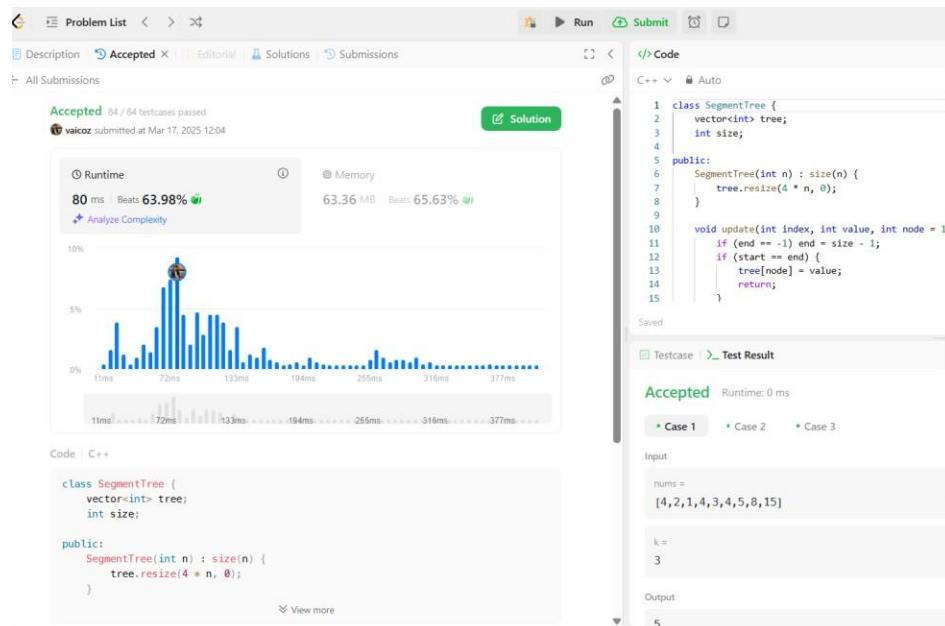 Problem List
Run
Submit
Description
Accepted
Editorial
Solutions
Submissions
All Submissions
Accepted 84 / 84 testcases passed
vaicoz submitted at Mar 17, 2025 12:04
Solution
Runtime
80 ms Beats 63.98%
Analyze Complexity
Memory
63.36 MB Beats 65.63%
10%
5%
0%
11ms 72ms 133ms 194ms 255ms 316ms 377ms
11ms 72ms 133ms 194ms 255ms 316ms 377ms
Code C++
class SegmentTree {
vector<int> tree;
int size;
public:
SegmentTree(int n) : size(n) {
tree.resize(4 * n, 0);
}
View more
</> Code
C++ Auto
1 class SegmentTree {
2 vector<int> tree;
3 int size;
4
5 public:
6 SegmentTree(int n) : size(n) {
7 tree.resize(4 * n, 0);
8 }
9
10 void update(int index, int value, int node = 1
11 if (end == -1) end = size - 1;
12 if (start == end) {
13 tree[node] = value;
14 return;
15 }
Saved
Testcase
>_ Test Result
Accepted Runtime: 0 ms
• Case 1 • Case 2 • Case 3
Input
nums =
[4,2,1,4,3,4,5,8,15]
k =
3
Output
5